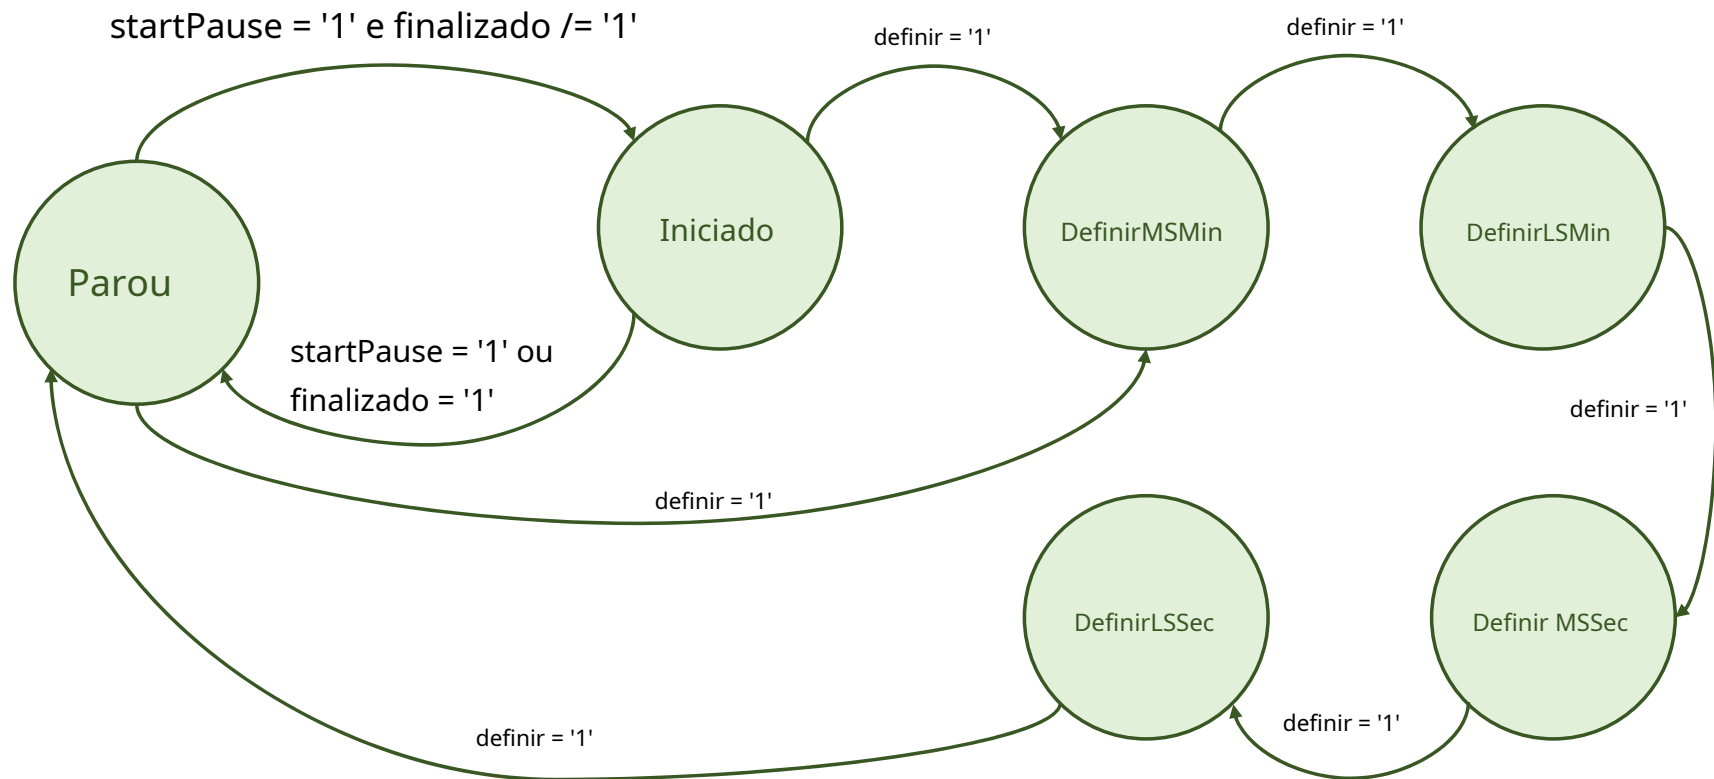 startPause = '1' e finalizado /= '1'
definir = '1'
definir = '1'
Parou
Iniciado
DefinirMSMin
DefinirLSMin
startPause = '1' ou
finalizado = '1'
definir = '1'
definir = '1'
DefinirLSSec
Definir MSSec
definir = '1'
definir = '1'